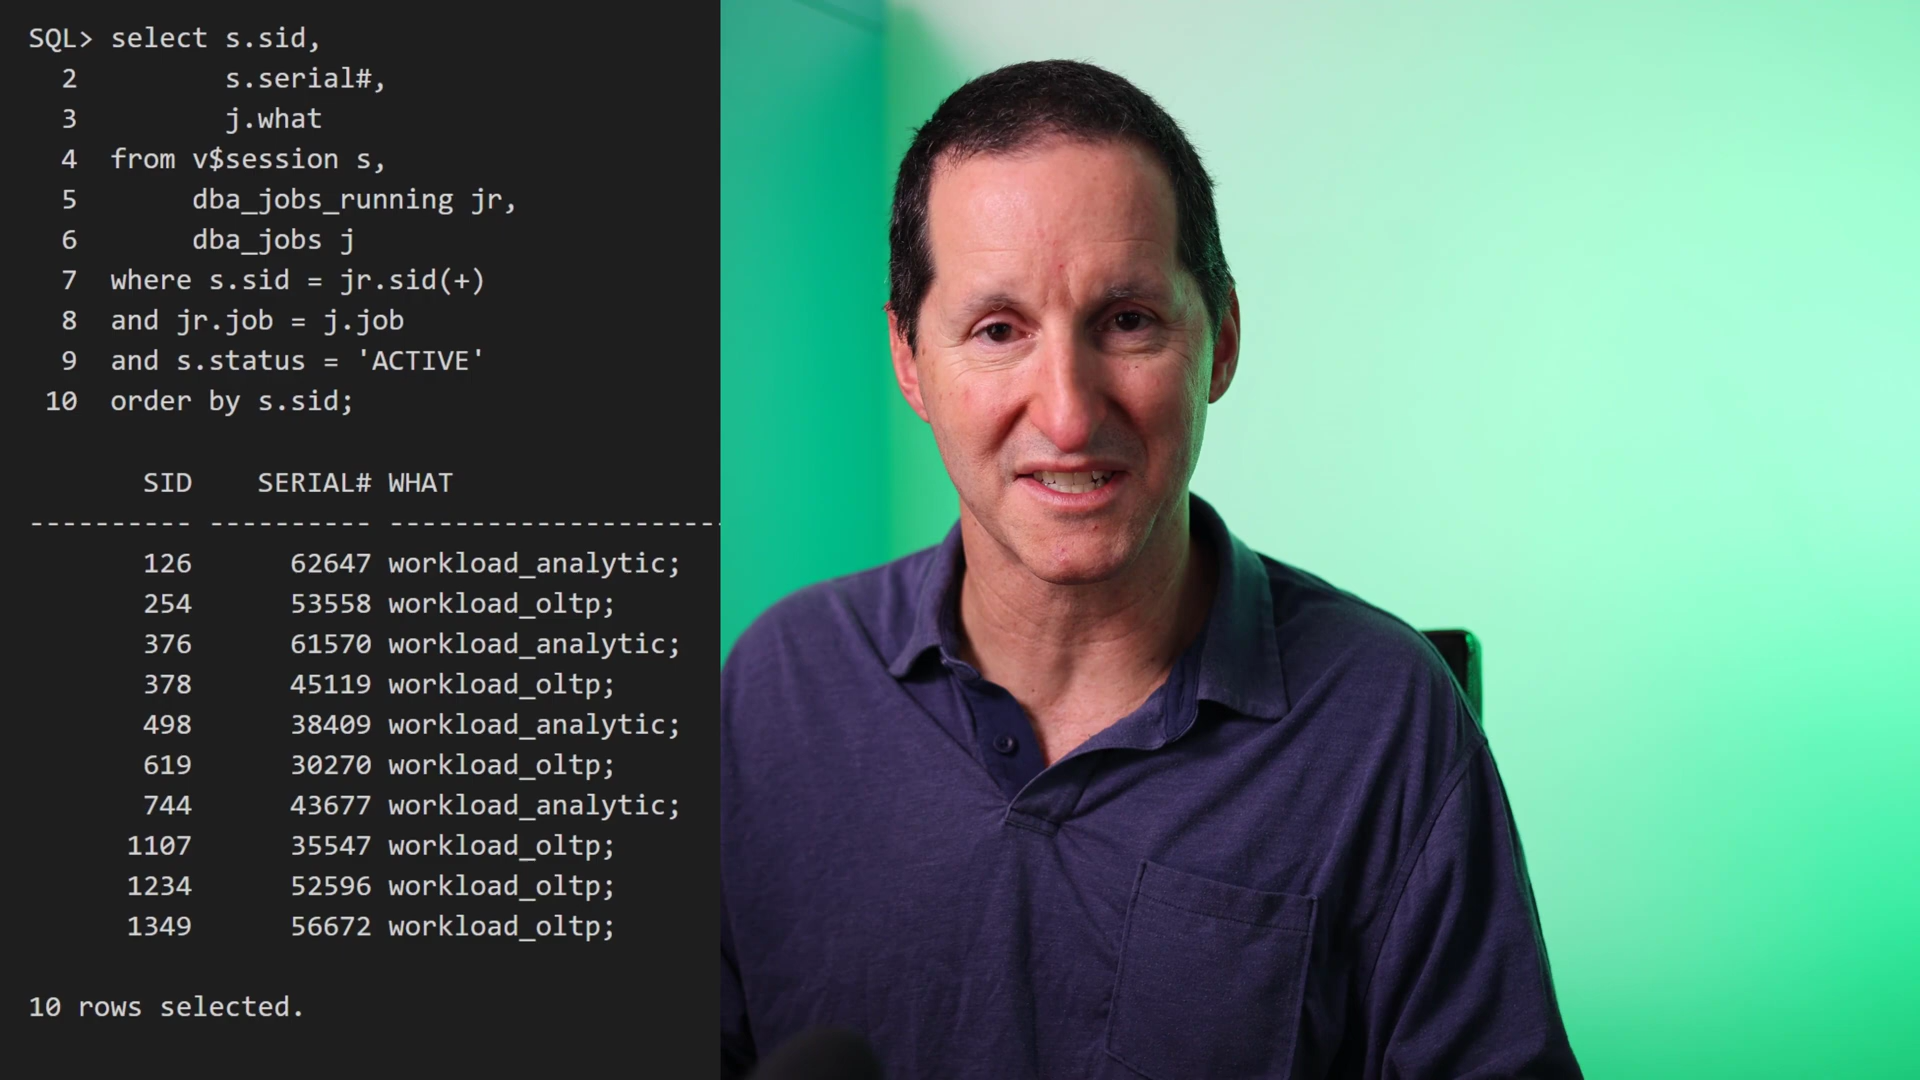 SQL> select s.sid,
  2         s.serial#,
  3         j.what
  4  from v$session s,
  5       dba_jobs_running jr,
  6       dba_jobs j
  7  where s.sid = jr.sid(+)
  8  and jr.job = j.job
  9  and s.status = 'ACTIVE'
 10  order by s.sid;
       SID    SERIAL# WHAT
---------- ---------- ---------------------
       126      62647 workload_analytic;
       254      53558 workload_oltp;
       376      61570 workload_analytic;
       378      45119 workload_oltp;
       498      38409 workload_analytic;
       619      30270 workload_oltp;
       744      43677 workload_analytic;
      1107      35547 workload_oltp;
      1234      52596 workload_oltp;
      1349      56672 workload_oltp;
10 rows selected.